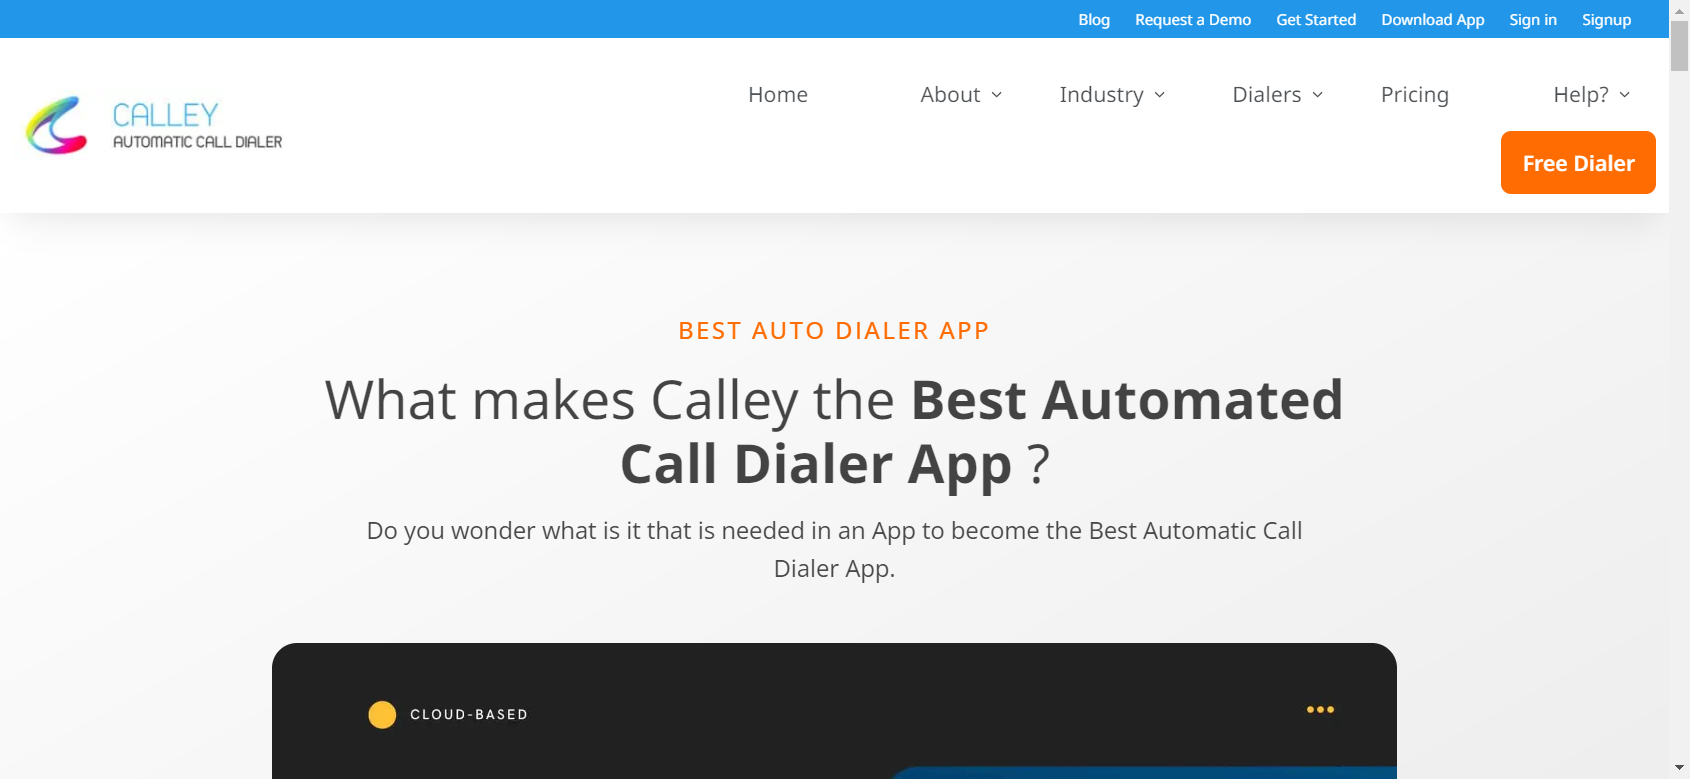 Blog Request a Demo Get Started Download App Sign in Signup
CALLEY
AUTOMATIC CALL DIALER
Home About Industry Dialers Pricing Help?
Free Dialer
BEST AUTO DIALER APP
What makes Calley the Best Automated
Call Dialer App ?
Do you wonder what is it that is needed in an App to become the Best Automatic Call
Dialer App.
CLOUD-BASED